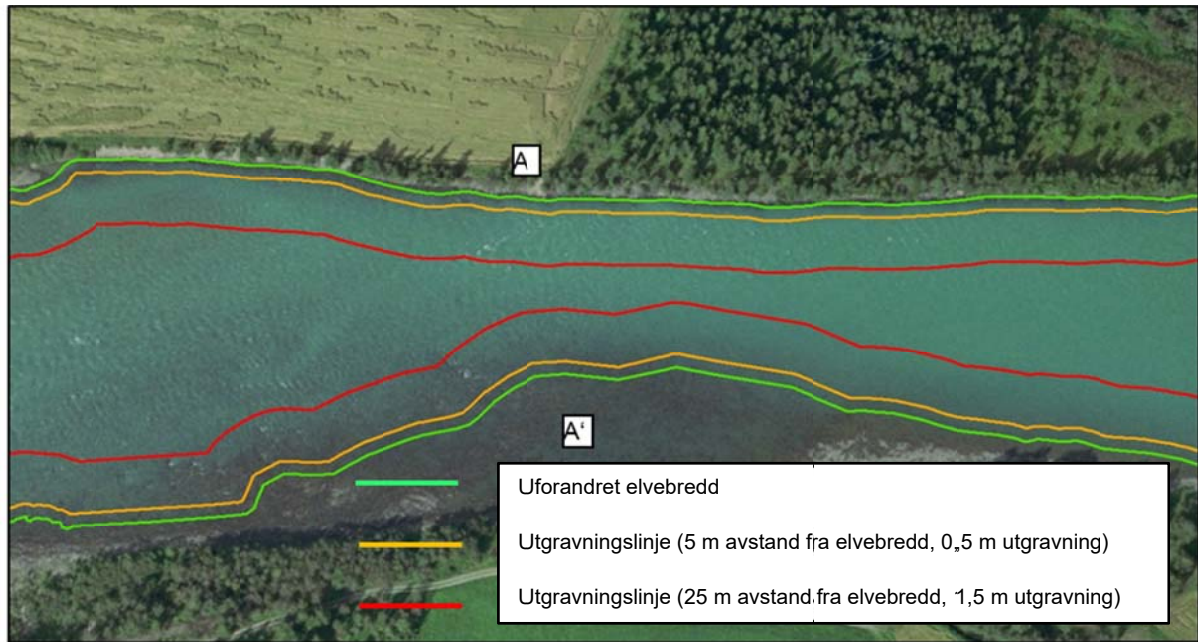 A
A'
Uforandret elvebredd
Utgravningslinje (5 m avstand fra elvebredd, 0,5 m utgravning)
Utgravningslinje (25 m avstand fra elvebredd, 1,5 m utgravning)